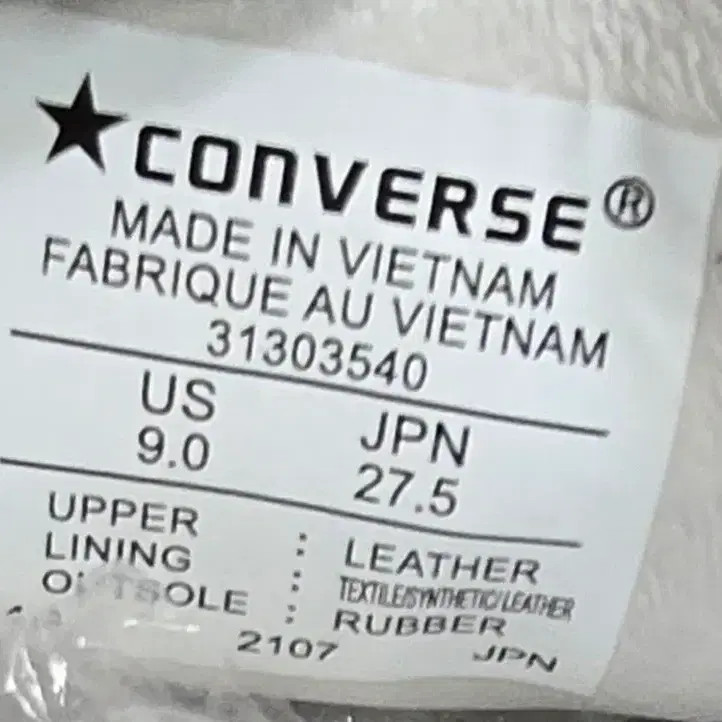 ★CONVERSE®
MADE IN VIETNAM
FABRIQUE AU VIETNAM
31303540
US JPN
9.0 27.5
UPPER : LEATHER
LINING : TEXTILE/SYNTHETIC/LEATHER
OUTSOLE : RUBBER
2107 JPN